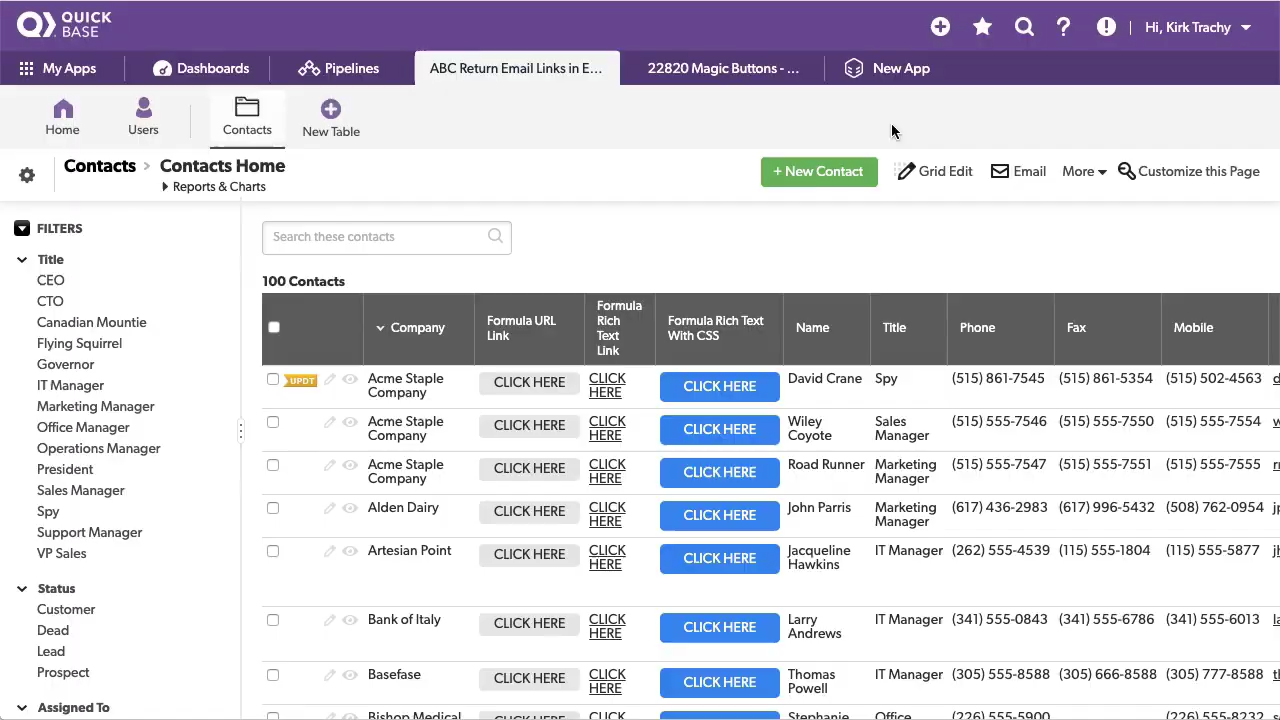 QUICK
BASE
Hi, Kirk Trachy
My Apps
Dashboards
Pipelines
ABC Return Email Links in E...
22820 Magic Buttons - ...
New App
Home
Users
Contacts
New Table
Contacts > Contacts Home
Reports & Charts
+ New Contact
Grid Edit
Email
More
Customize this Page
FILTERS
Title
CEO
CTO
Canadian Mountie
Flying Squirrel
Governor
IT Manager
Marketing Manager
Office Manager
Operations Manager
President
Sales Manager
Spy
Support Manager
VP Sales
Status
Customer
Dead
Lead
Prospect
Assigned To
Search these contacts
100 Contacts
Company
Formula URL
Link
Formula
Rich
Text
Link
Formula Rich Text
With CSS
Name
Title
Phone
Fax
Mobile
UPDT
Acme Staple
Company
CLICK HERE
CLICK
HERE
CLICK HERE
David Crane
Spy
(515) 861-7545
(515) 861-5354
(515) 502-4563
Acme Staple
Company
CLICK HERE
CLICK
HERE
CLICK HERE
Wiley
Coyote
Sales
Manager
(515) 555-7546
(515) 555-7550
(515) 555-7554
Acme Staple
Company
CLICK HERE
CLICK
HERE
CLICK HERE
Road Runner
Marketing
Manager
(515) 555-7547
(515) 555-7551
(515) 555-7555
Alden Dairy
CLICK HERE
CLICK
HERE
CLICK HERE
John Parris
Marketing
Manager
(617) 436-2983
(617) 996-5432
(508) 762-0954
Artesian Point
CLICK HERE
CLICK
HERE
CLICK HERE
Jacqueline
Hawkins
IT Manager
(262) 555-4539
(115) 555-1804
(115) 555-5877
Bank of Italy
CLICK HERE
CLICK
HERE
CLICK HERE
Larry
Andrews
IT Manager
(341) 555-0843
(341) 555-6786
(341) 555-6013
Basefase
CLICK HERE
CLICK
HERE
CLICK HERE
Thomas
Powell
IT Manager
(305) 555-8588
(305) 666-8588
(305) 777-8588
Bishop Medical
CLICK
Stephanie
Office
(226) 555-5900
(226) 555-8232